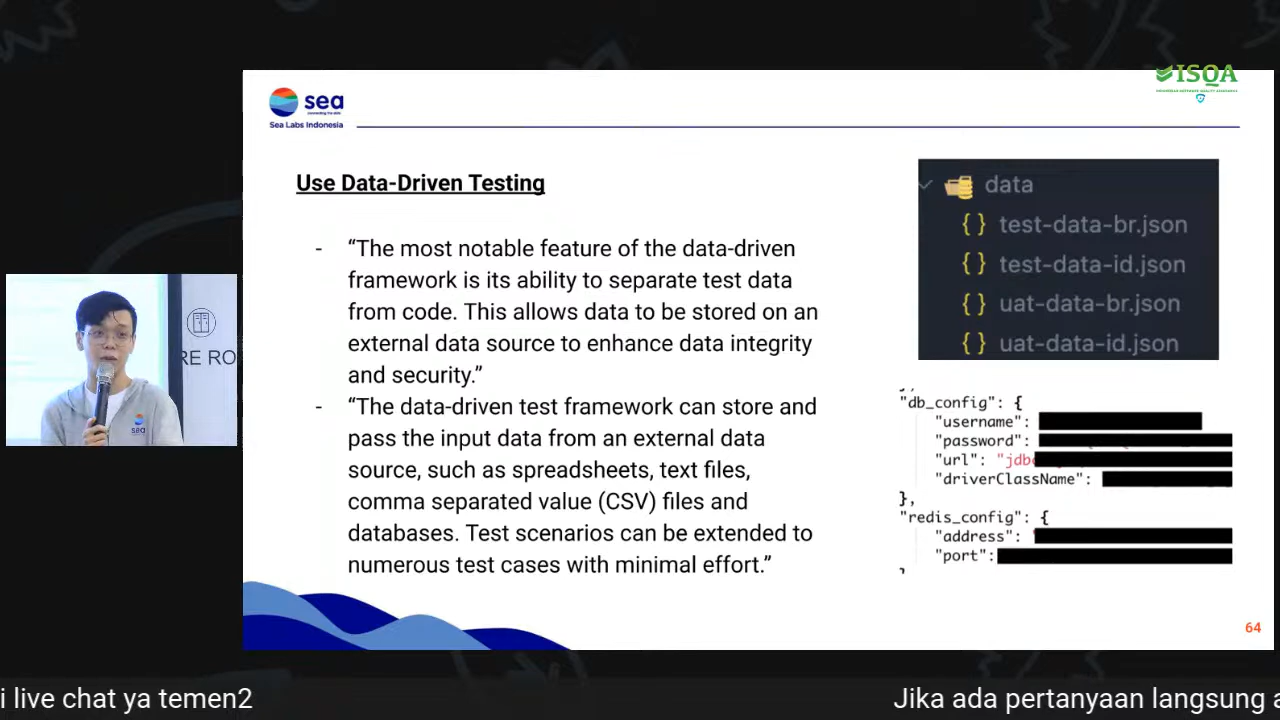 sea
Sea Labs Indonesia
ISQA
Use Data-Driven Testing
- “The most notable feature of the data-driven
framework is its ability to separate test data
from code. This allows data to be stored on an
external data source to enhance data integrity
and security.”
- “The data-driven test framework can store and
pass the input data from an external data
source, such as spreadsheets, text files,
comma separated value (CSV) files and
databases. Test scenarios can be extended to
numerous test cases with minimal effort.”
data
{ } test-data-br.json
{ } test-data-id.json
{ } uat-data-br.json
{ } uat-data-id.json
"db_config": {
"username":
"password":
"url": "jdb
"driverClassName":
},
"redis_config": {
"address":
"port":
RE RO
sea
64
i live chat ya temen2
Jika ada pertanyaan langsung a